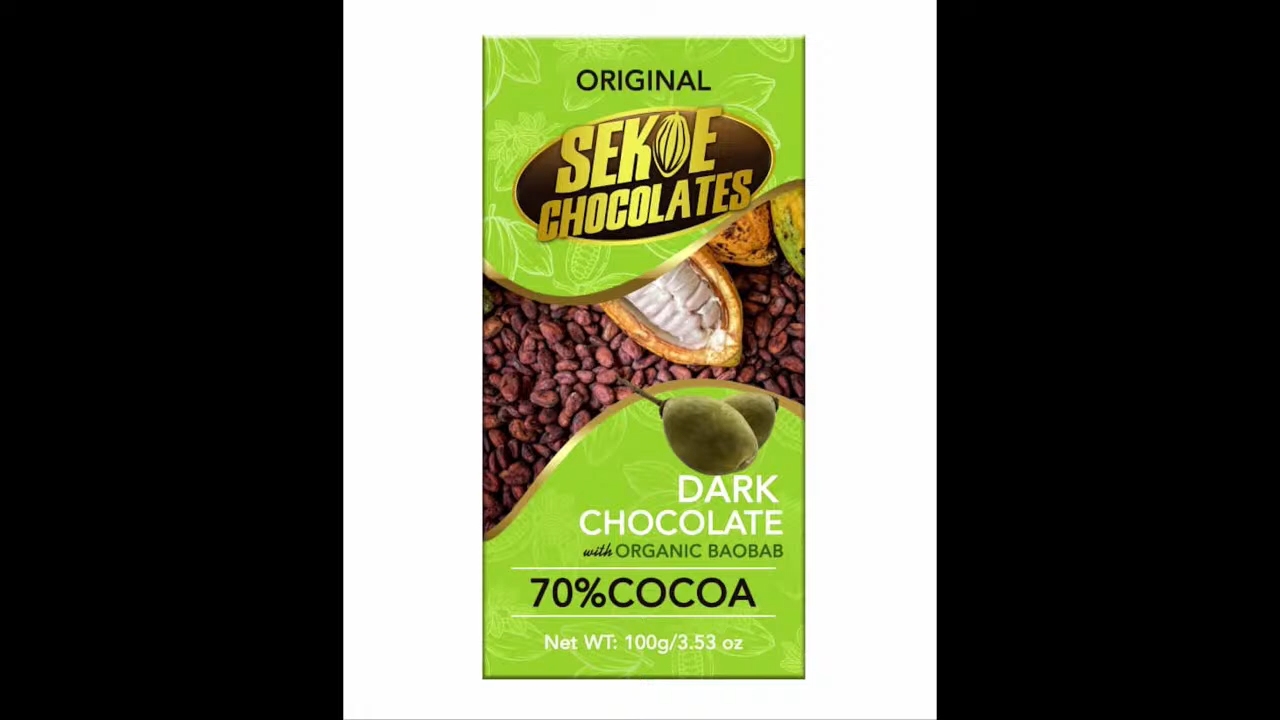 ORIGINAL
SEKOE
CHOCOLATES
DARK
CHOCOLATE
with ORGANIC BAOBAB
70%COCOA
Net WT: 100g/3.53 oz